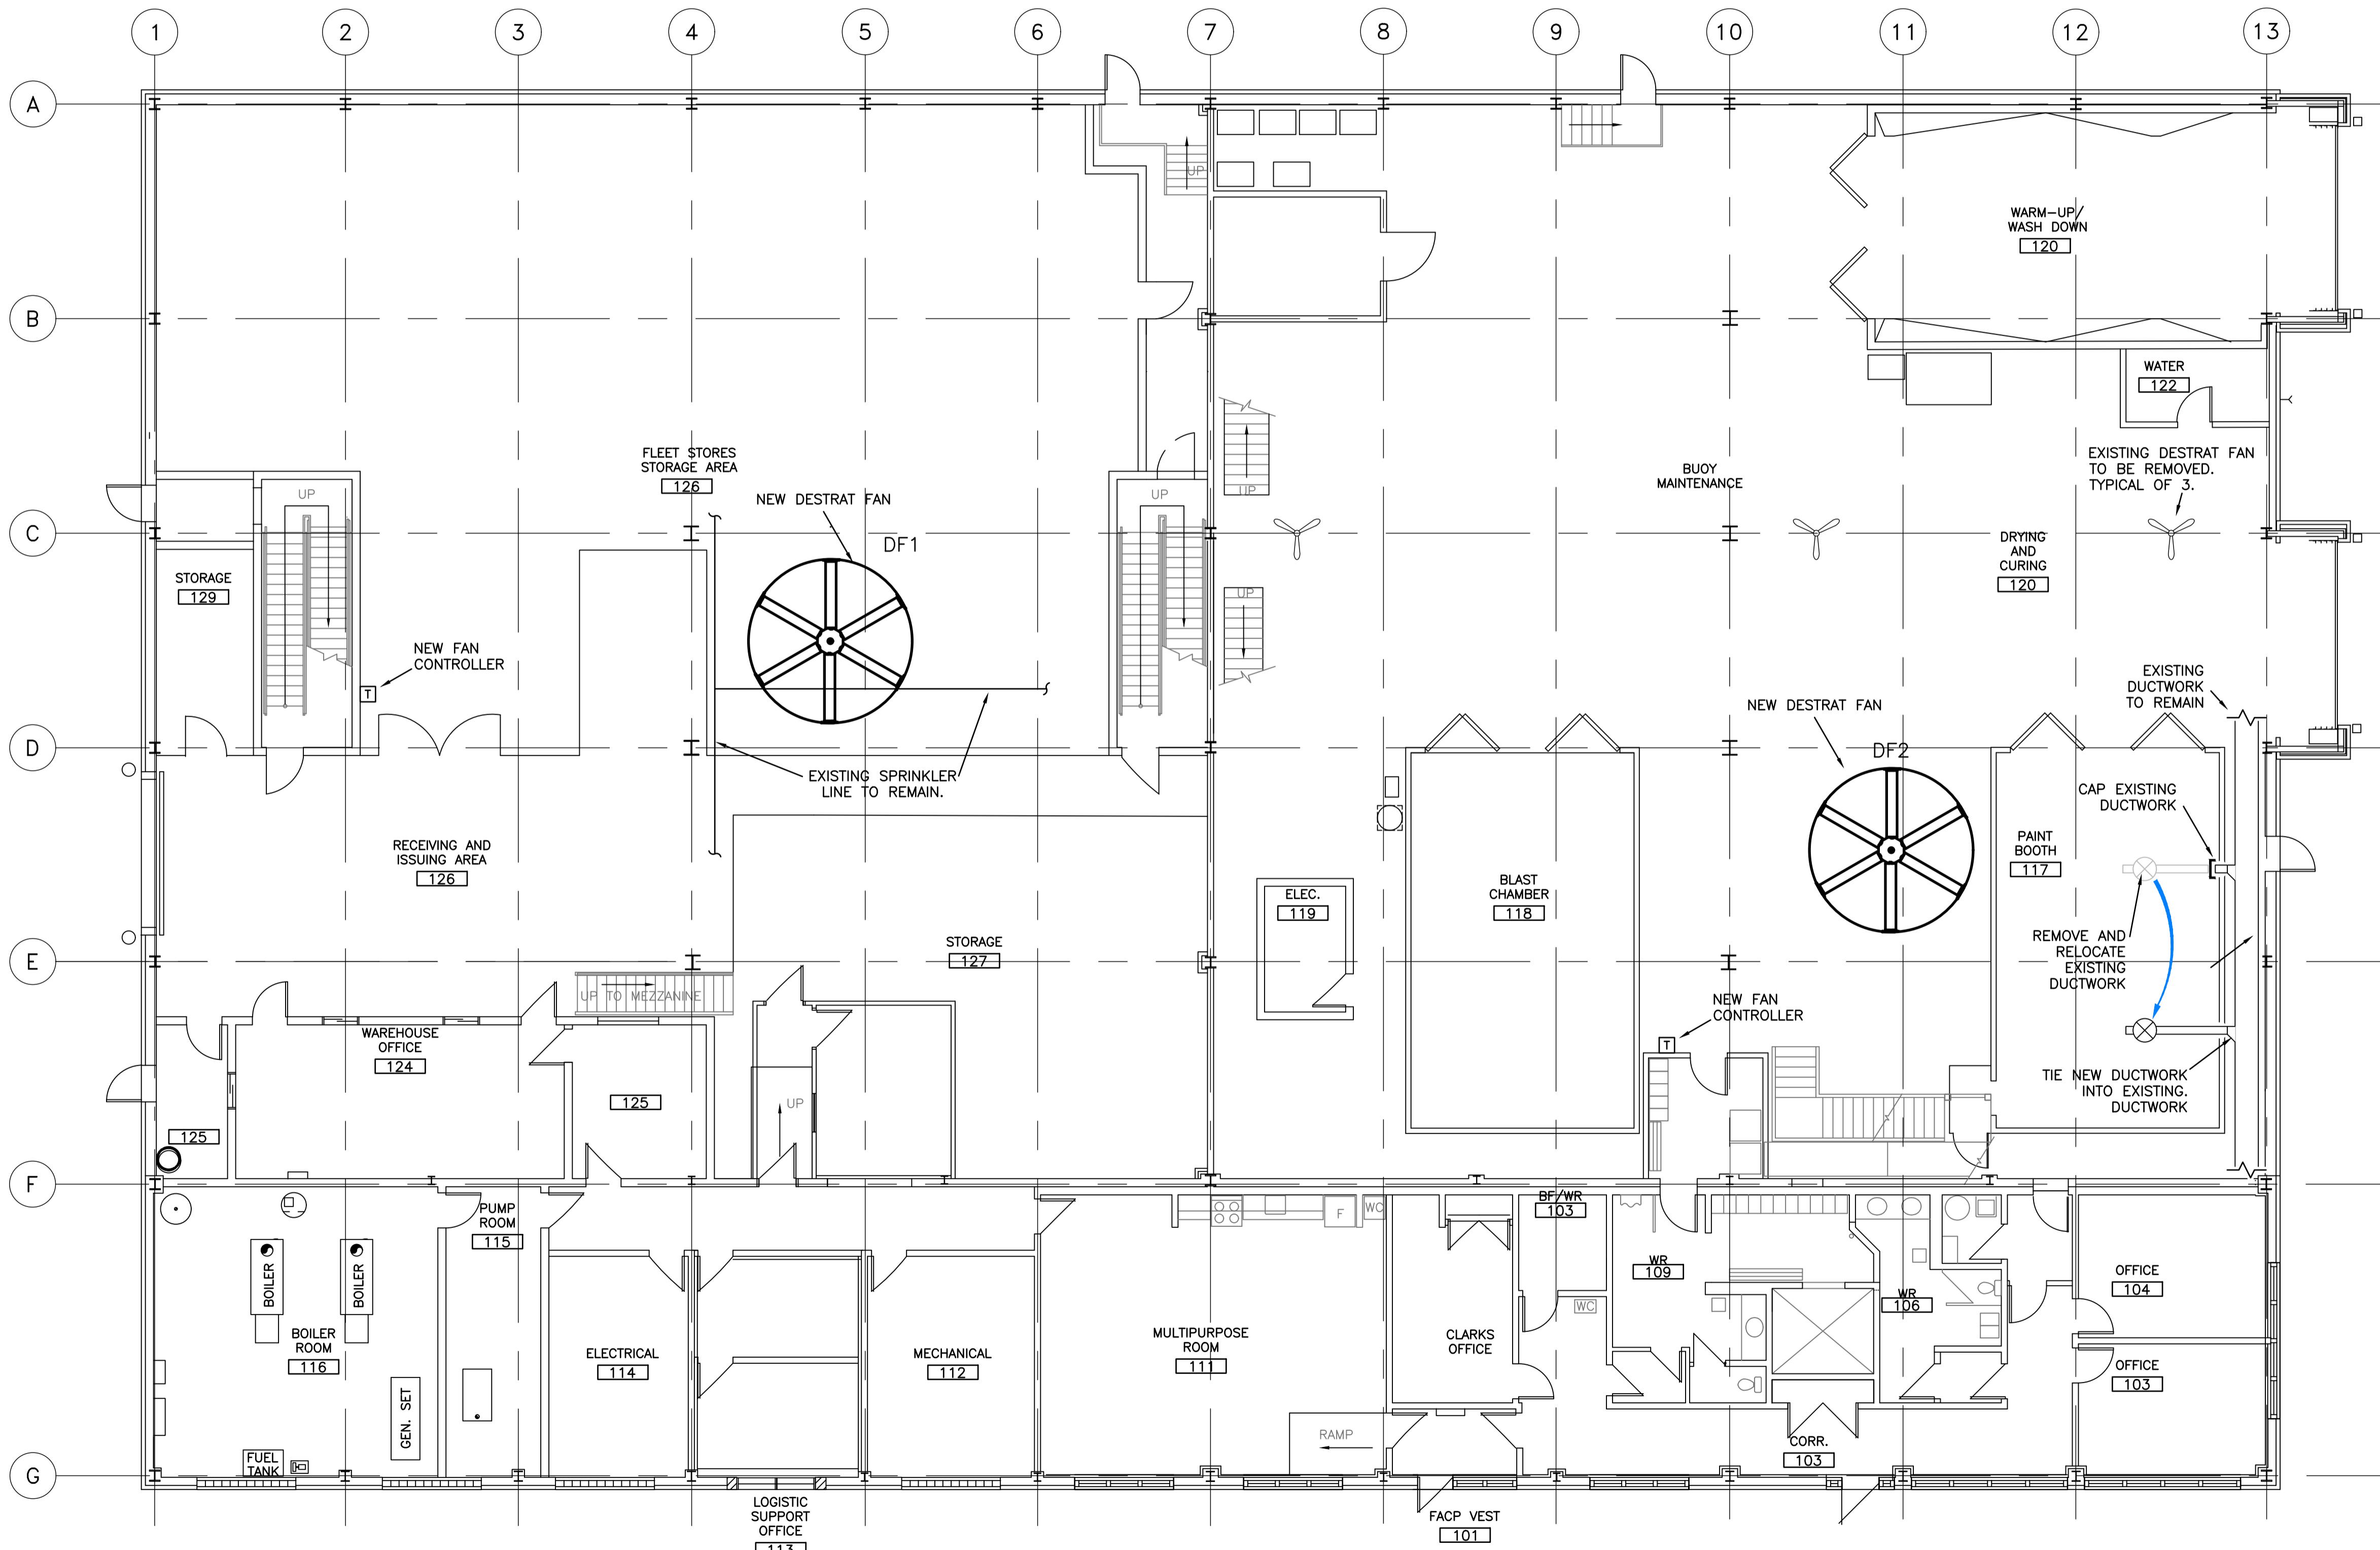 1
2
3
4
5
6
7
8
9
10
11
12
13
A
B
C
D
E
F
G
UP
WARM-UP/
WASH DOWN
120
WATER
122
EXISTING DESTRAT FAN
TO BE REMOVED.
TYPICAL OF 3.
FLEET STORES
STORAGE AREA
126
BUOY
MAINTENANCE
NEW DESTRAT FAN
DF1
UP
UP
UP
DRYING
AND
CURING
120
STORAGE
129
UP
NEW FAN
CONTROLLER
T
EXISTING
DUCTWORK
TO REMAIN
NEW DESTRAT FAN
DF2
EXISTING SPRINKLER
LINE TO REMAIN.
CAP EXISTING
DUCTWORK
RECEIVING AND
ISSUING AREA
126
PAINT
BOOTH
117
BLAST
CHAMBER
118
ELEC.
119
STORAGE
127
REMOVE AND
RELOCATE
EXISTING
DUCTWORK
UP TO MEZZANINE
NEW FAN
CONTROLLER
T
WAREHOUSE
OFFICE
124
TIE NEW DUCTWORK
INTO EXISTING.
DUCTWORK
125
UP
125
PUMP
ROOM
115
F
WC
BF/WR
103
BOILER
BOILER
WR
109
OFFICE
104
WR
106
WC
BOILER
ROOM
116
ELECTRICAL
114
MECHANICAL
112
MULTIPURPOSE
ROOM
111
CLARKS
OFFICE
OFFICE
103
GEN. SET
RAMP
CORR.
103
FUEL
TANK
LOGISTIC
SUPPORT
OFFICE
113
FACP VEST
101